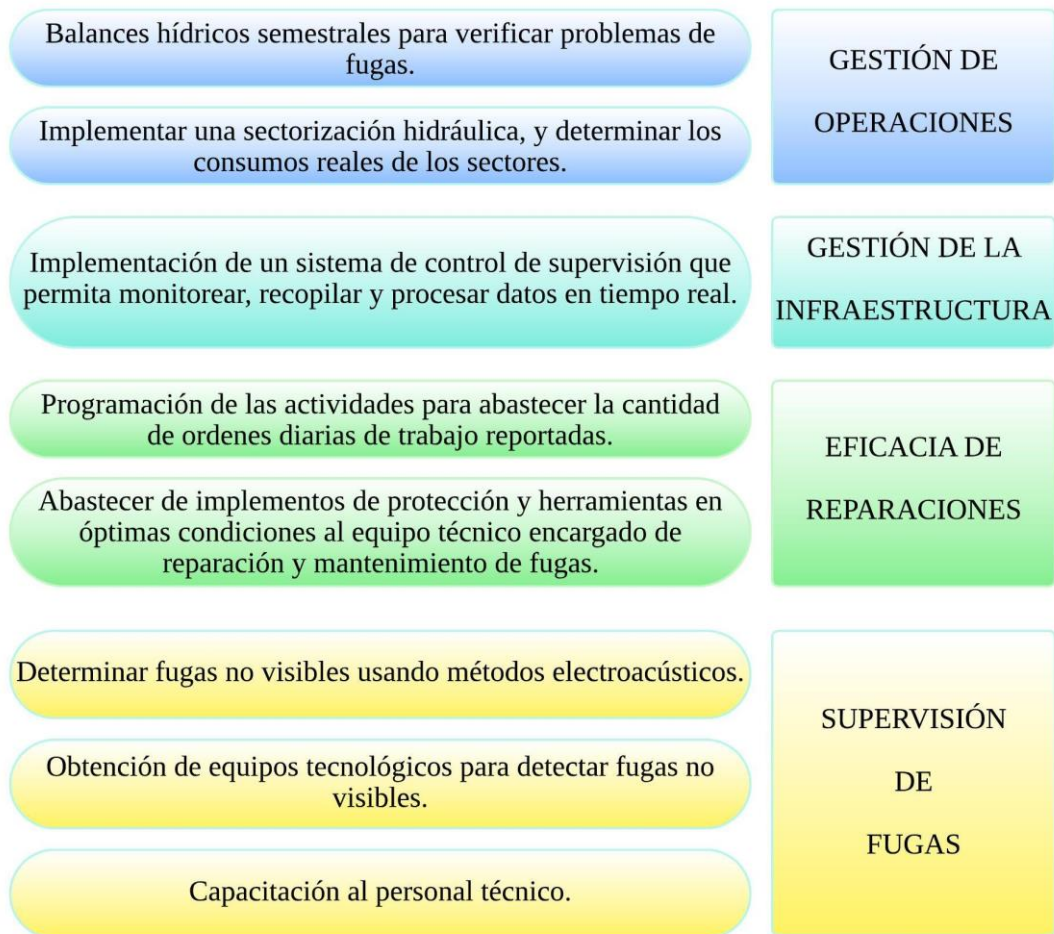 Balances hídricos semestrales para verificar problemas de
fugas.
Implementar una sectorización hidráulica, y determinar los
consumos reales de los sectores.
GESTIÓN DE
OPERACIONES
Implementación de un sistema de control de supervisión que
permita monitorear, recopilar y procesar datos en tiempo real.
GESTIÓN DE LA
INFRAESTRUCTURA
Programación de las actividades para abastecer la cantidad
de ordenes diarias de trabajo reportadas.
Abastecer de implementos de protección y herramientas en
óptimas condiciones al equipo técnico encargado de
reparación y mantenimiento de fugas.
EFICACIA DE
REPARACIONES
Determinar fugas no visibles usando métodos electroacústicos.
Obtención de equipos tecnológicos para detectar fugas no
visibles.
Capacitación al personal técnico.
SUPERVISIÓN
DE
FUGAS